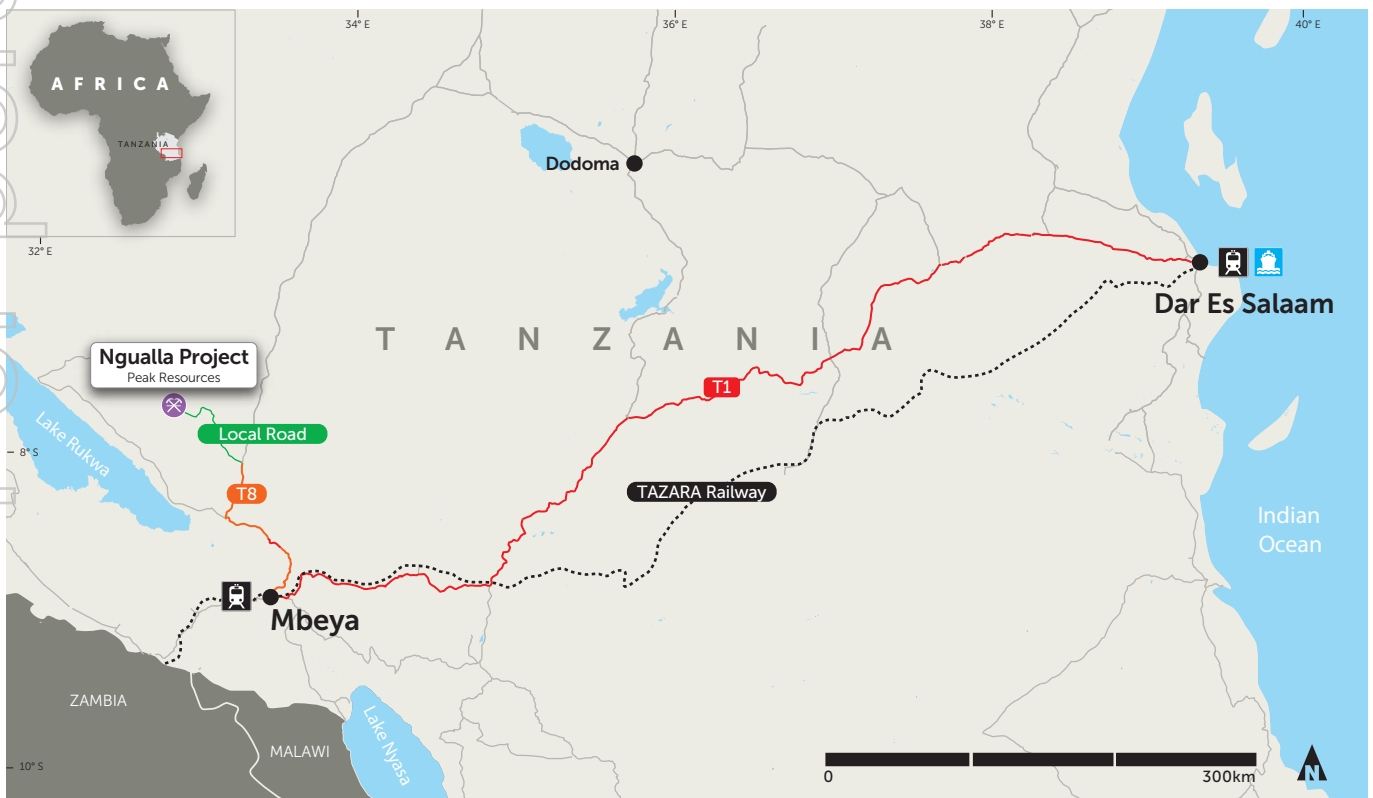 34° E
36° E
38° E
40° E
AFRICA
TANZANIA
32° E
Dodoma
Dar Es Salaam
TANZANIA
Ngualla Project
Peak Resources
T1
Local Road
Lake Rukwa
8° S
T8
TAZARA Railway
Indian
Ocean
Mbeya
ZAMBIA
MALAWI
Lake Nyasa
10° S
0
300km
N